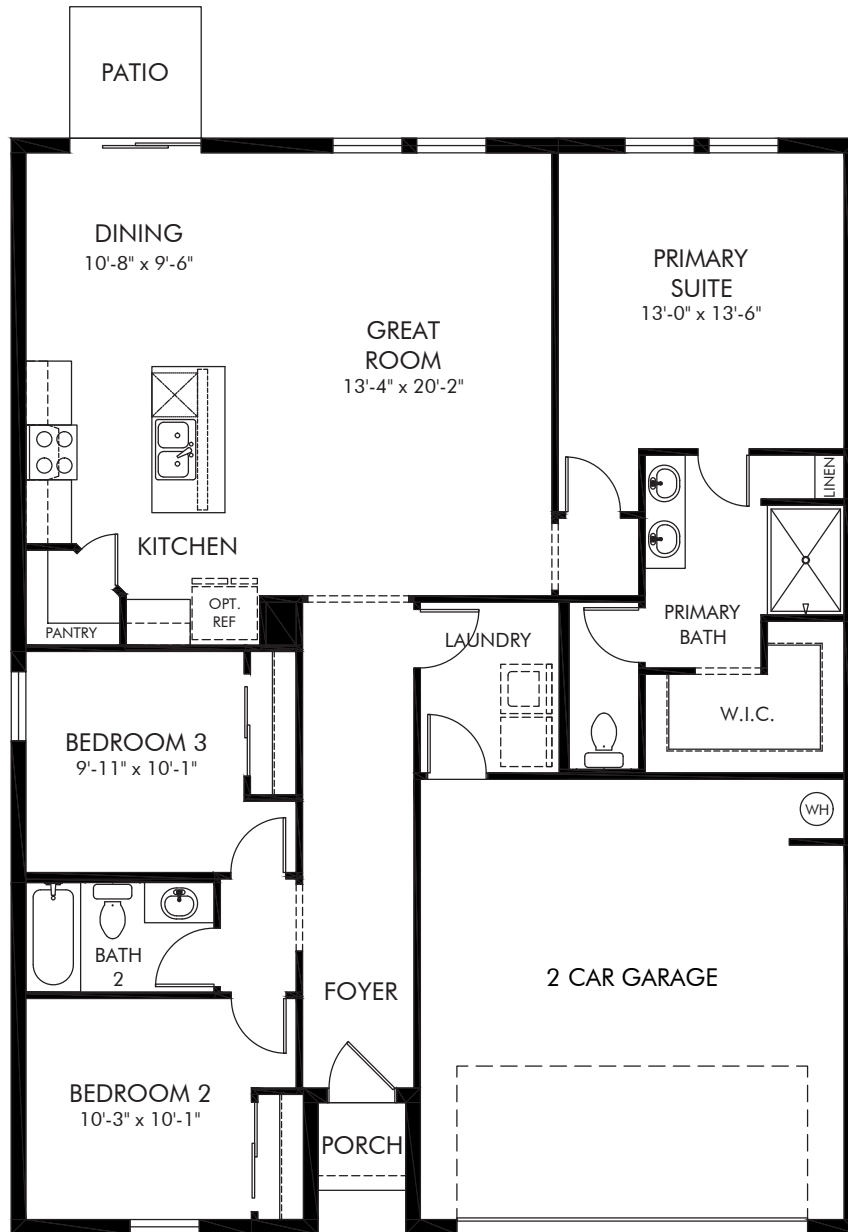 PATIO
DINING
10'-8" x 9'-6"
PRIMARY
SUITE
13'-0" x 13'-6"
GREAT
ROOM
13'-4" x 20'-2"
LINEN
KITCHEN
OPT.
REF
PANTRY
LAUNDRY
PRIMARY
BATH
W.I.C.
BEDROOM 3
9'-11" x 10'-1"
WH
BATH
2
FOYER
2 CAR GARAGE
BEDROOM 2
10'-3" x 10'-1"
PORCH